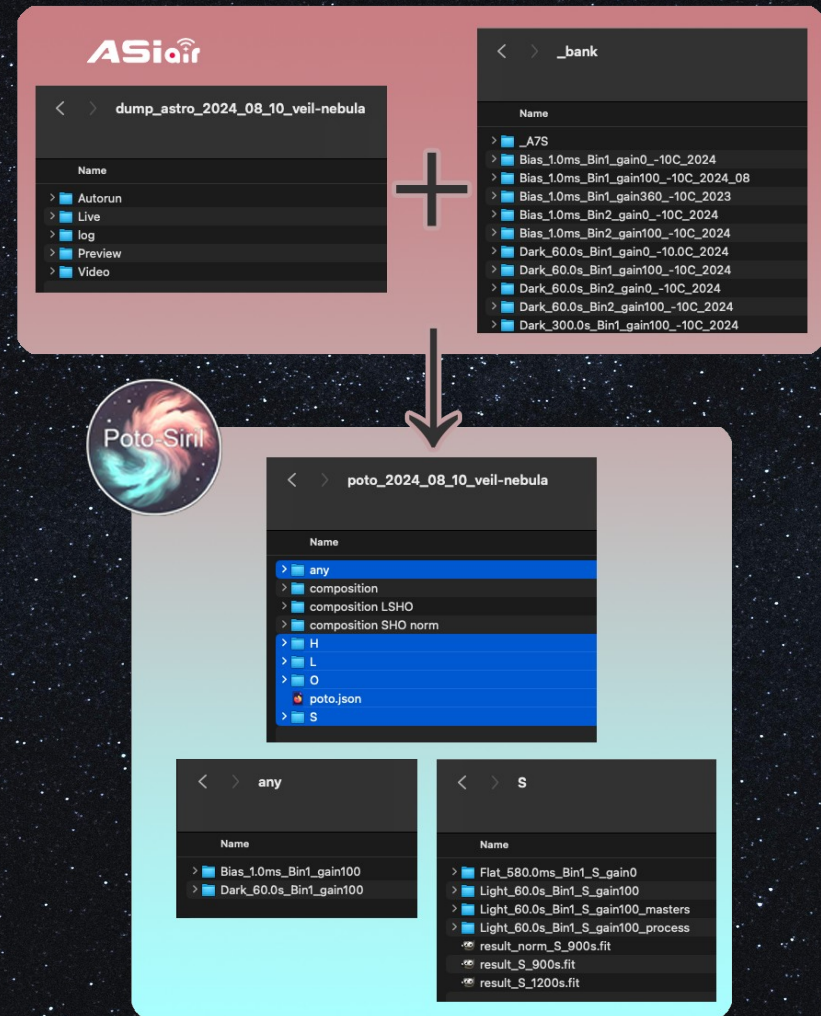 ASiair
dump_astro_2024_08_10_veil-nebula
Name
Autorun
Live
log
Preview
Video
_bank
Name
_A7S
Bias_1.0ms_Bin1_gain0_-10C_2024
Bias_1.0ms_Bin1_gain100_-10C_2024_08
Bias_1.0ms_Bin1_gain360_-10C_2023
Bias_1.0ms_Bin2_gain0_-10C_2024
Bias_1.0ms_Bin2_gain100_-10C_2024
Dark_60.0s_Bin1_gain0_-10.0C_2024
Dark_60.0s_Bin1_gain100_-10C_2024
Dark_60.0s_Bin2_gain0_-10C_2024
Dark_60.0s_Bin2_gain100_-10C_2024
Dark_300.0s_Bin1_gain100_-10C_2024
Poto-Siril
poto_2024_08_10_veil-nebula
Name
any
composition
composition LSHO
composition SHO norm
H
L
O
poto.json
S
any
Name
Bias_1.0ms_Bin1_gain100
Dark_60.0s_Bin1_gain100
S
Name
Flat_580.0ms_Bin1_S_gain0
Light_60.0s_Bin1_S_gain100
Light_60.0s_Bin1_S_gain100_masters
Light_60.0s_Bin1_S_gain100_process
result_norm_S_900s.fit
result_S_900s.fit
result_S_1200s.fit